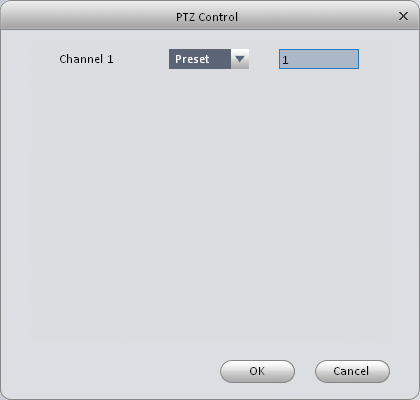 PTZ Control
Channel 1 Preset 1
OK Cancel